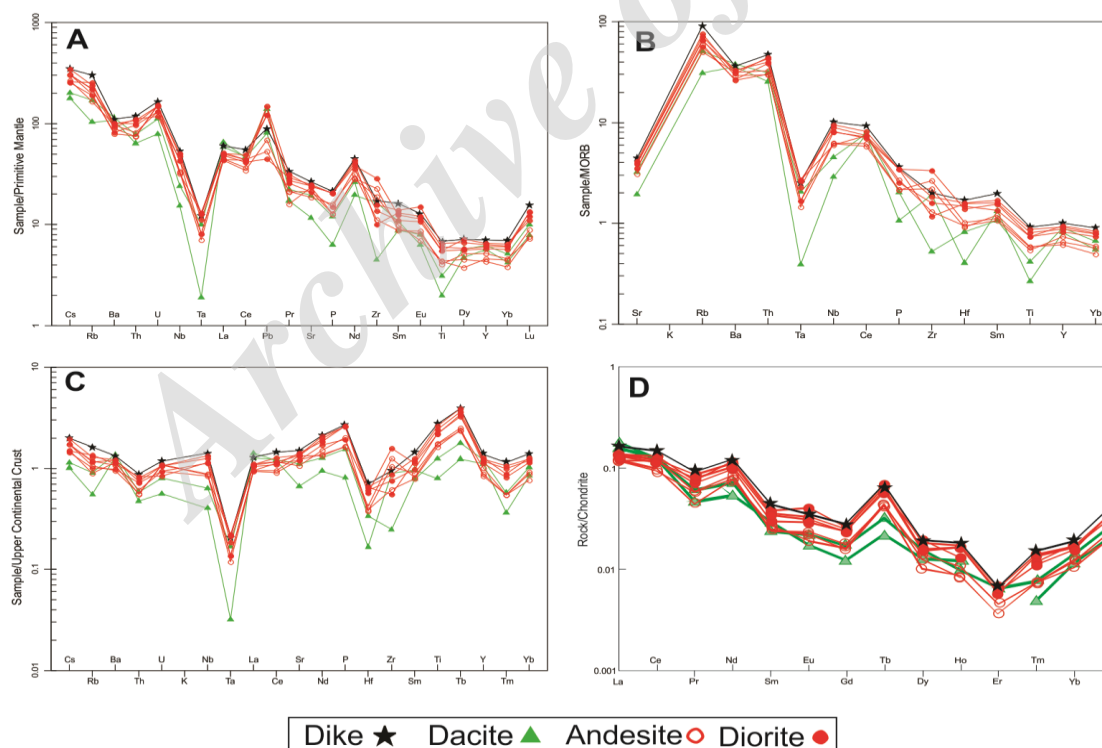 A
Sample/Primitive Mantle
1000
100
10
1
Cs Ba U Ta Ce Pr P Zr Eu Dy Yb
Rb Th Nb La Pb Sr Nd Sm Ti Y Lu
B
Sample/MORB
100
10
1
0.1
Sr Rb Th Nb P Hf Ti Yb
K Ba Ta Ce Zr Sm Y
C
Sample/Upper Continental Crust
10
1
0.1
0.01
Cs Ba U Nb La Sr P Zr Ti Y Yb
Rb Th K Ta Ce Nd Hf Sm Tb Tm
D
Rock/Chondrite
1
0.1
0.01
0.001
Ce Nd Eu Tb Ho Tm
La Pr Sm Gd Dy Er Yb
Dike Dacite Andesite Diorite
Archive of